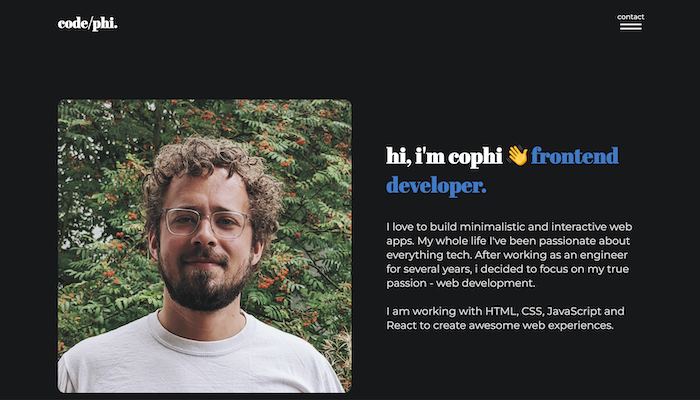 code/phi.
contact
hi, i'm cophi 👋 frontend
developer.
I love to build minimalistic and interactive web
apps. My whole life I've been passionate about
everything tech. After working as an engineer
for several years, i decided to focus on my true
passion - web development.
I am working with HTML, CSS, JavaScript and
React to create awesome web experiences.